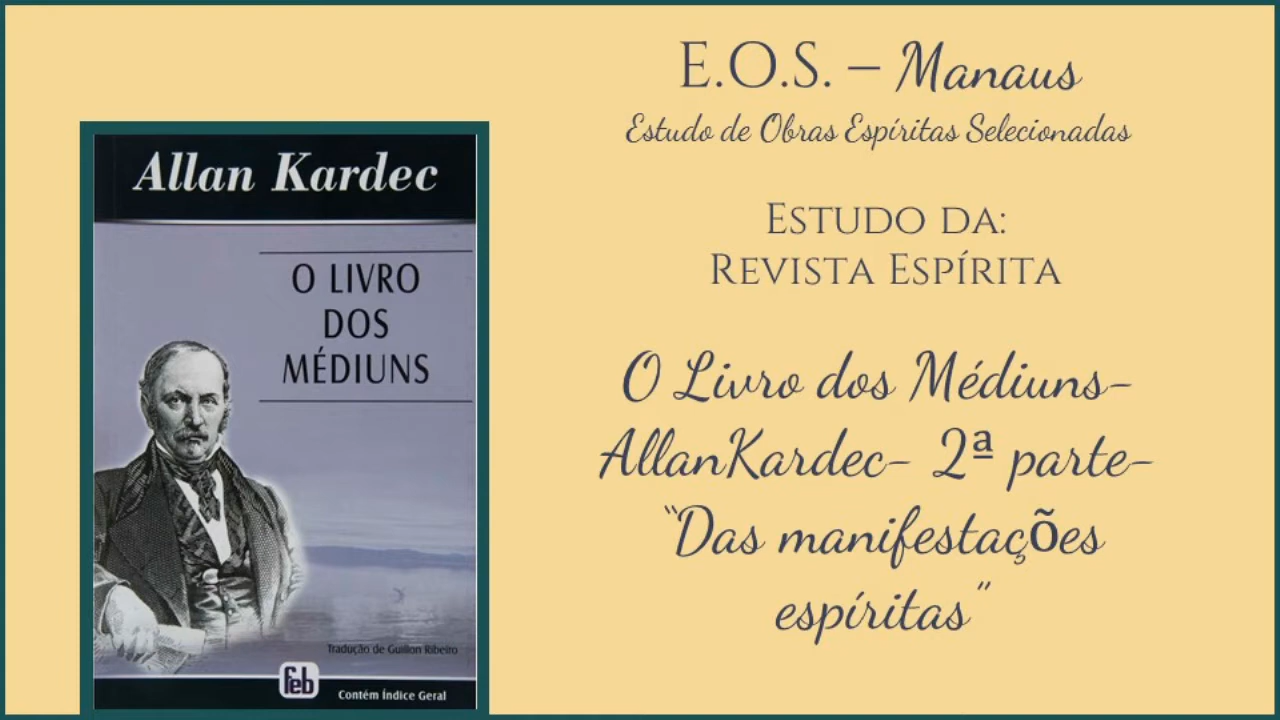 E.O.S. – Manaus
Estudo de Obras Espíritas Selecionadas
Estudo da:
Revista Espírita
O Livro dos Médiuns-
AllanKardec- 2ª parte-
“Das manifestações
espíritas”
Allan Kardec
O LIVRO
DOS
MÉDIUNS
Tradução de Guillon Ribeiro
feb
Contém Índice Geral